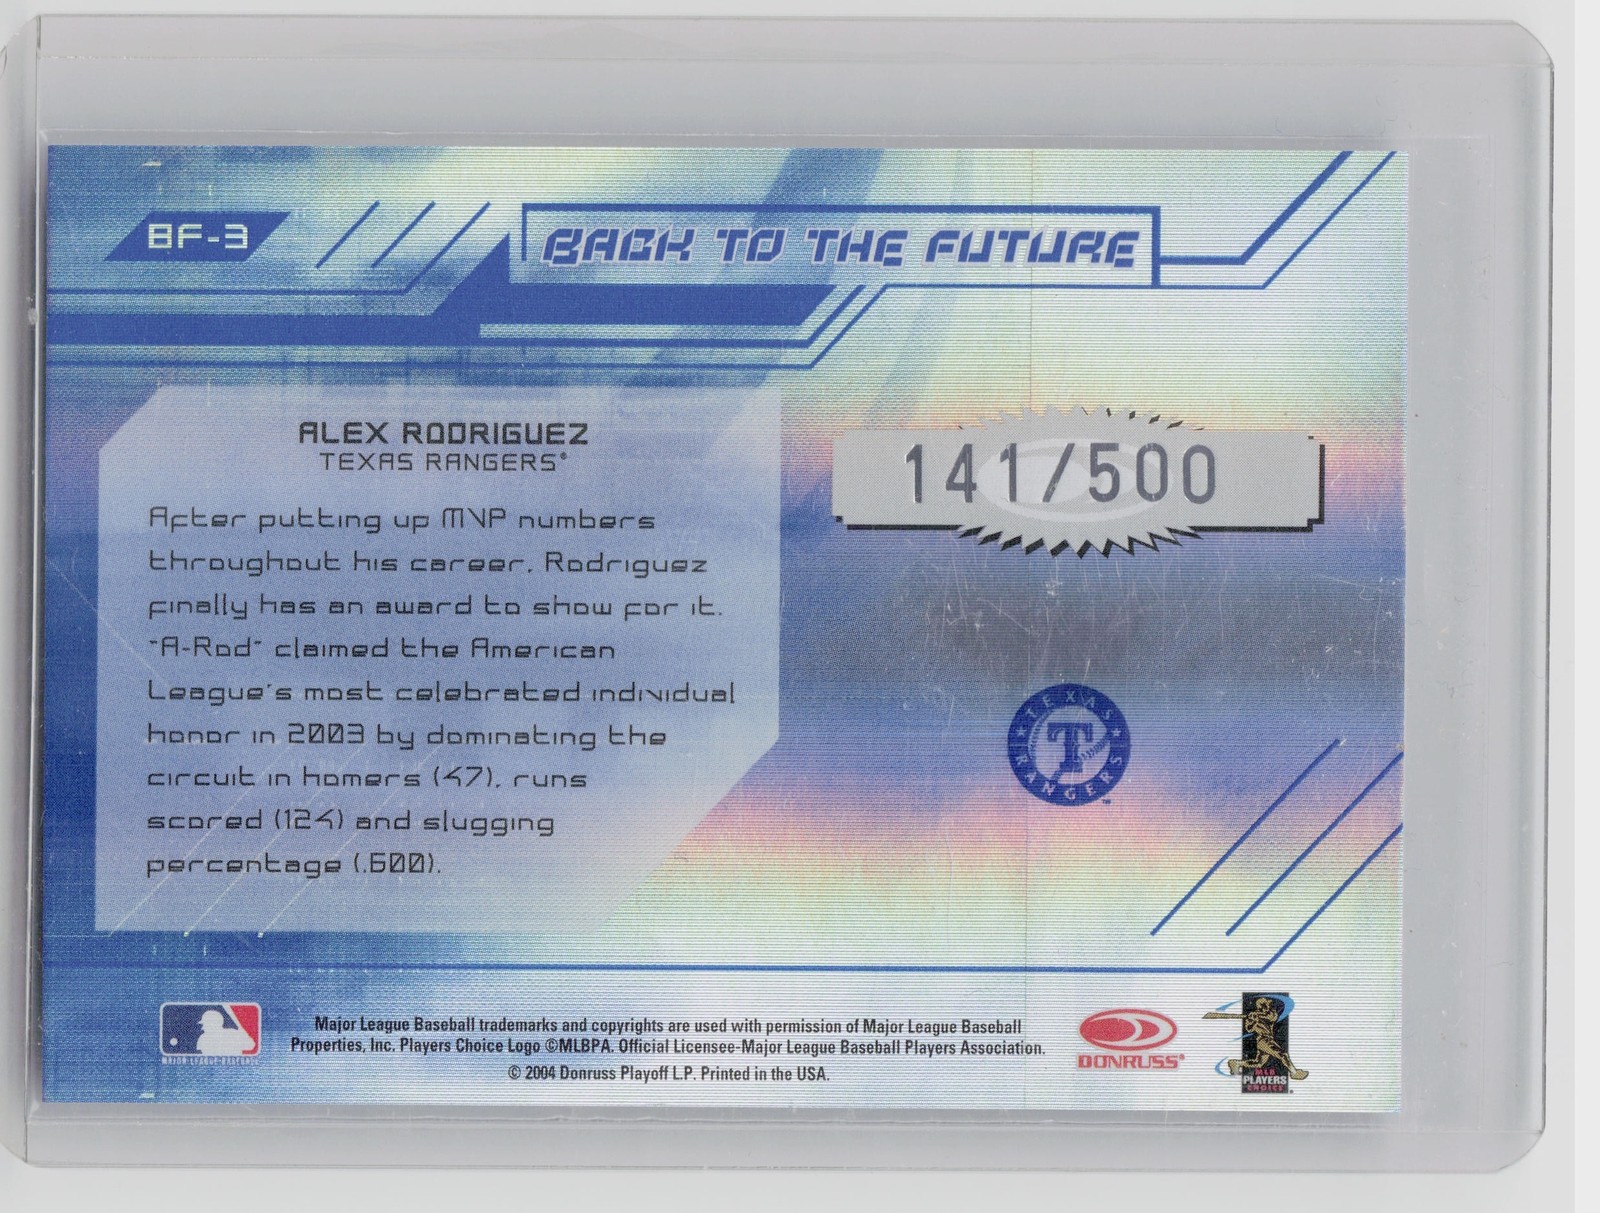 BF-3
BACK TO THE FUTURE
ALEX RODRIGUEZ
TEXAS RANGERS®
After putting up MVP numbers
throughout his career, Rodriguez
finally has an award to show for it.
"A-Rod" claimed the American
League's most celebrated individual
honor in 2003 by dominating the
circuit in homers (47), runs
scored (124) and slugging
percentage (.600).
141/500
TEXAS
T
RANGERS
™
Major League Baseball trademarks and copyrights are used with permission of Major League Baseball
Properties, Inc. Players Choice Logo ©MLBPA. Official Licensee-Major League Baseball Players Association.
© 2004 Donruss Playoff L.P. Printed in the USA.
DONRUSS®
MLB
PLAYERS
CHOICE